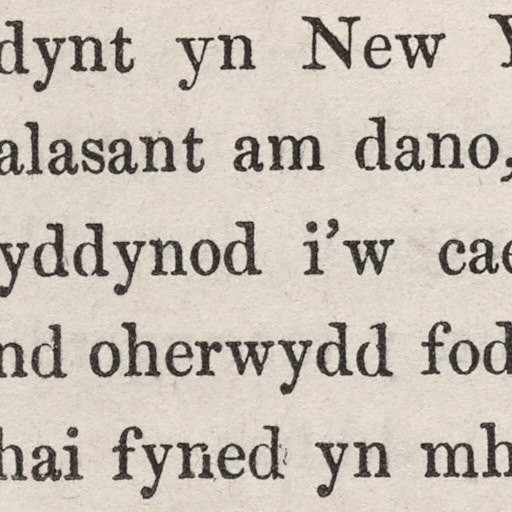 dynt yn New Y
alasant am dano,
yddynod i'w cae
nd oherwydd fod
hai fyned yn mh